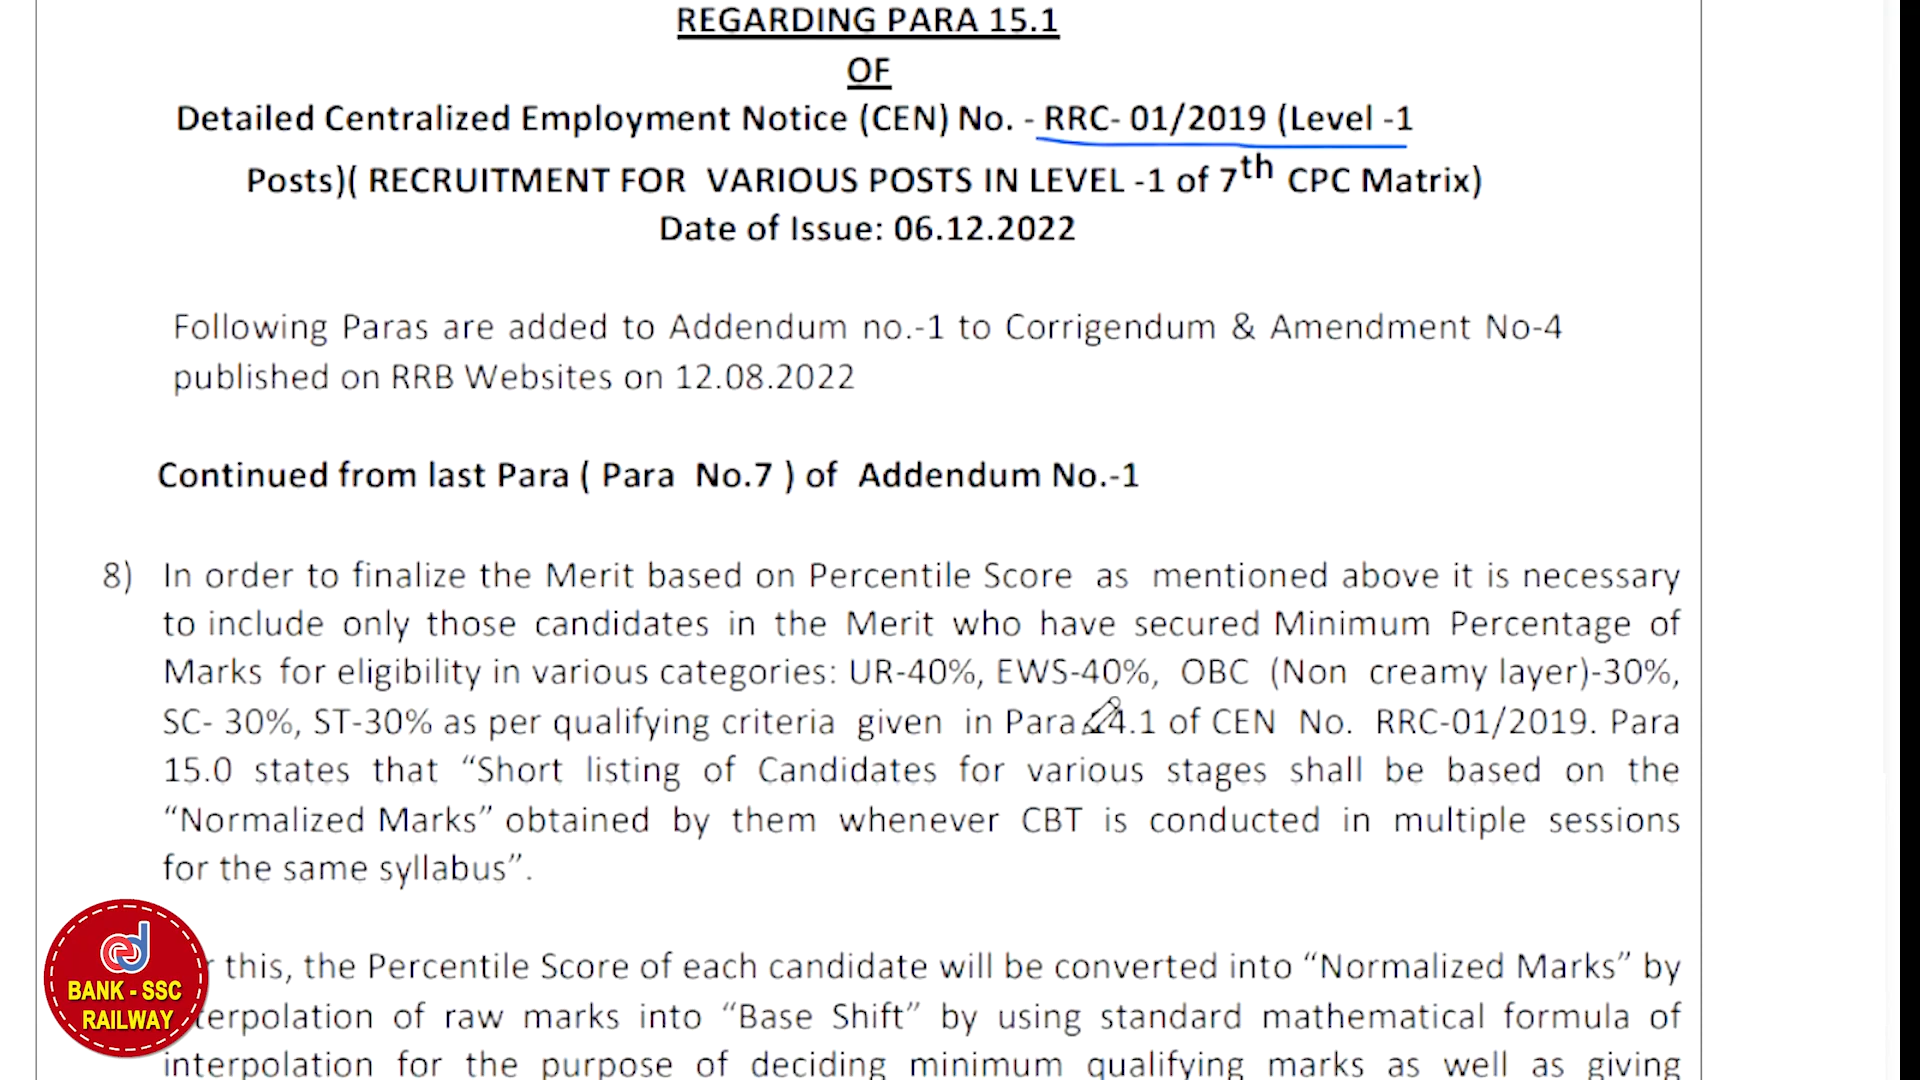 REGARDING PARA 15.1
OF
Detailed Centralized Employment Notice (CEN) No. - RRC- 01/2019 (Level -1
Posts)( RECRUITMENT FOR VARIOUS POSTS IN LEVEL -1 of 7th CPC Matrix)
Date of Issue: 06.12.2022
Following Paras are added to Addendum no.-1 to Corrigendum & Amendment No-4
published on RRB Websites on 12.08.2022
Continued from last Para ( Para No.7 ) of Addendum No.-1
8) In order to finalize the Merit based on Percentile Score as mentioned above it is necessary
to include only those candidates in the Merit who have secured Minimum Percentage of
Marks for eligibility in various categories: UR-40%, EWS-40%, OBC (Non creamy layer)-30%,
SC- 30%, ST-30% as per qualifying criteria given in Para 4.1 of CEN No. RRC-01/2019. Para
15.0 states that “Short listing of Candidates for various stages shall be based on the
“Normalized Marks” obtained by them whenever CBT is conducted in multiple sessions
for the same syllabus”.
this, the Percentile Score of each candidate will be converted into “Normalized Marks” by
terpolation of raw marks into “Base Shift” by using standard mathematical formula of
interpolation for the purpose of deciding minimum qualifying marks as well as giving
BANK - SSC
RAILWAY